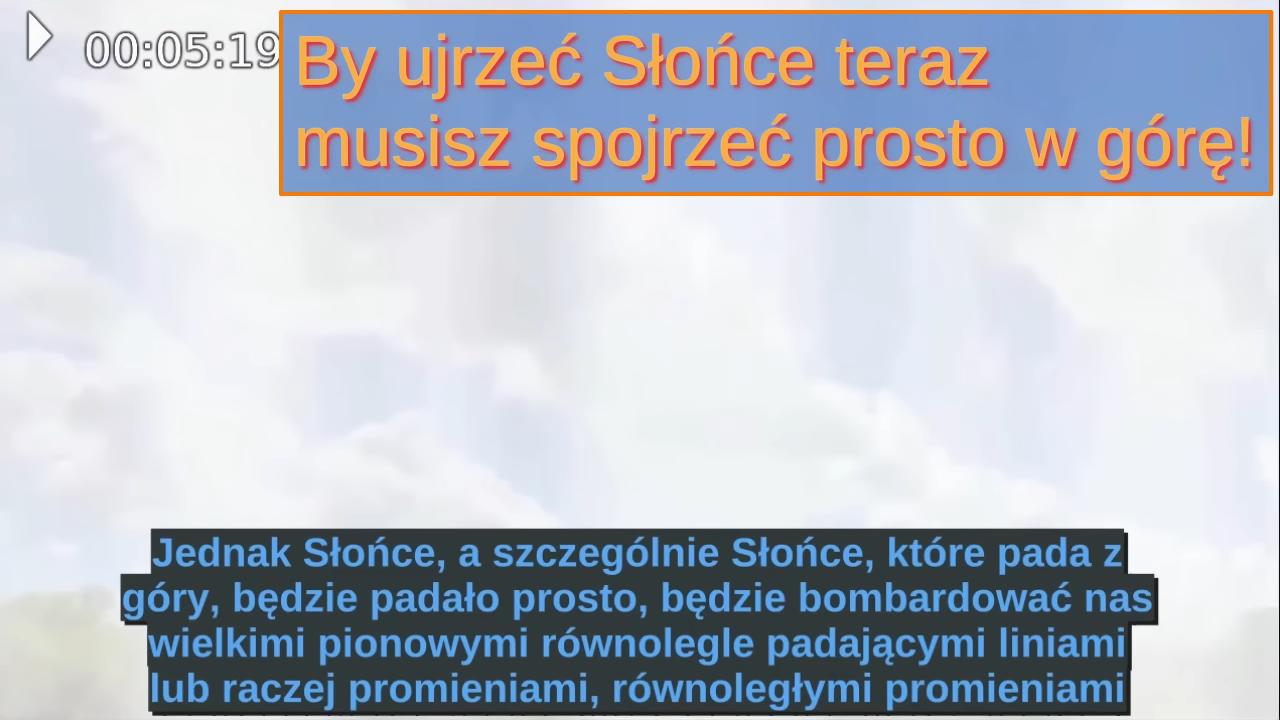 00:05:19
By ujrzeć Słońce teraz
musisz spojrzeć prosto w górę!
Jednak Słońce, a szczególnie Słońce, które pada z
góry, będzie padało prosto, będzie bombardować nas
wielkimi pionowymi równolegle padającymi liniami
lub raczej promieniami, równoległymi promieniami